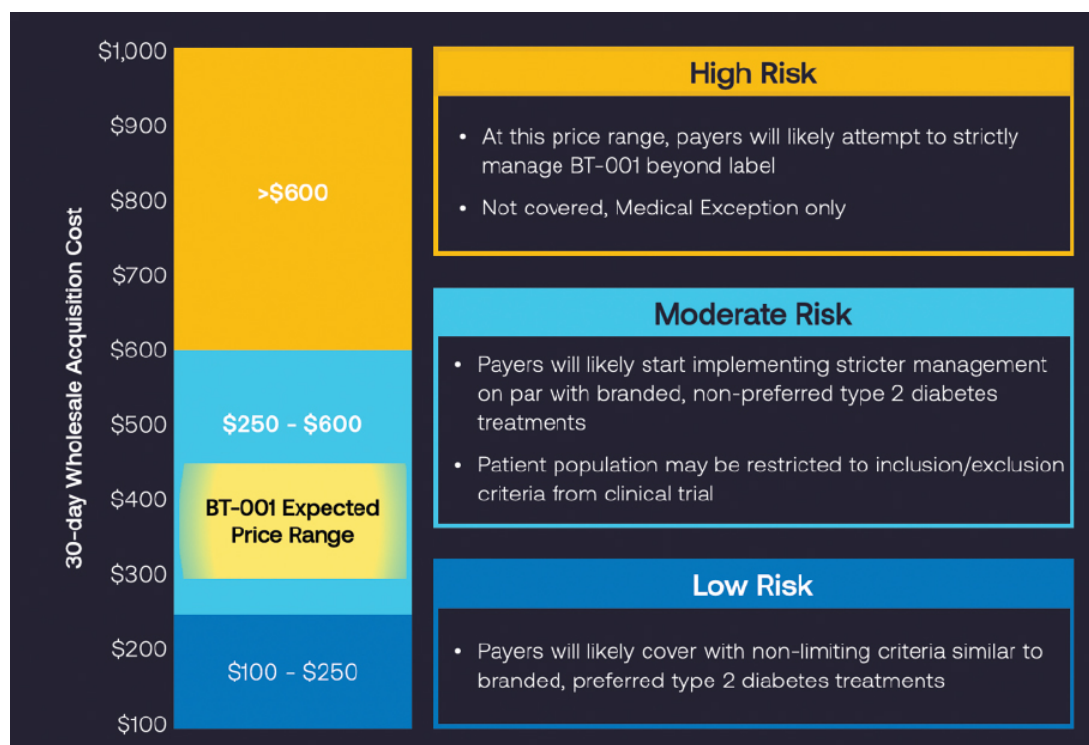 30-day Wholesale Acquisition Cost
$1,000
$900
$800
$700
$600
$500
$400
$300
$200
$100
>$600
$250 - $600
BT-001 Expected
Price Range
$100 - $250
High Risk
• At this price range, payers will likely attempt to strictly
manage BT-001 beyond label
• Not covered, Medical Exception only
Moderate Risk
• Payers will likely start implementing stricter management
on par with branded, non-preferred type 2 diabetes
treatments
• Patient population may be restricted to inclusion/exclusion
criteria from clinical trial
Low Risk
• Payers will likely cover with non-limiting criteria similar to
branded, preferred type 2 diabetes treatments